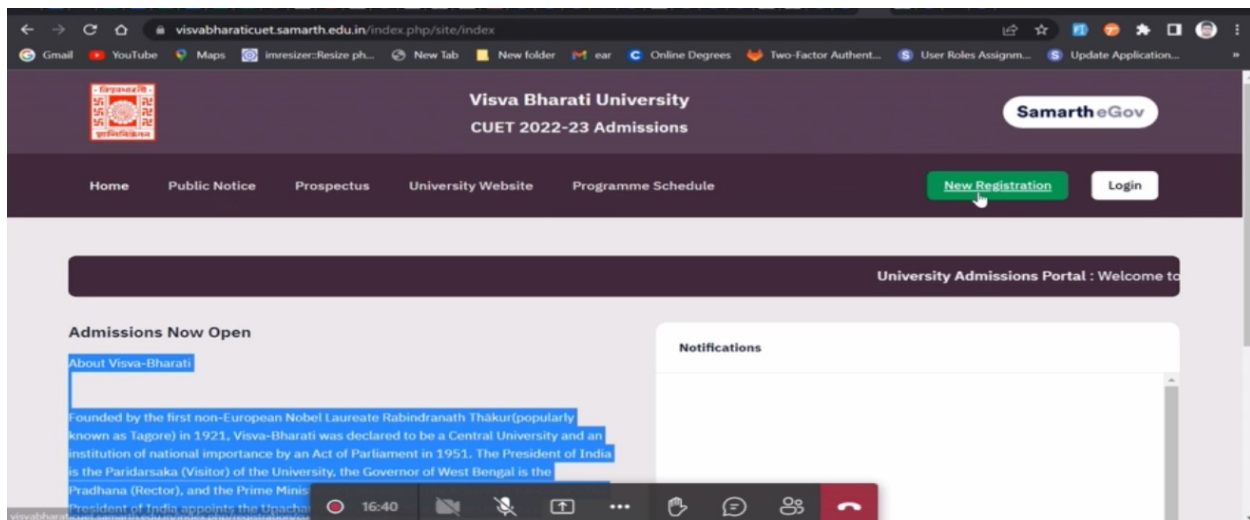 visvabharaticuet.samarth.edu.in/index.php/site/index
Gmail YouTube Maps imresizer::Resize ph... New Tab New folder ear Online Degrees Two-Factor Authent... User Roles Assignm... Update Application... »
Visva Bharati University
CUET 2022-23 Admissions
Samarth eGov
Home Public Notice Prospectus University Website Programme Schedule New Registration Login
University Admissions Portal : Welcome to
Admissions Now Open
About Visva-Bharati
Founded by the first non-European Nobel Laureate Rabindranath Thākur(popularly
known as Tagore) in 1921, Visva-Bharati was declared to be a Central University and an
institution of national importance by an Act of Parliament in 1951. The President of India
is the Paridarsaka (Visitor) of the University, the Governor of West Bengal is the
Pradhana (Rector), and the Prime Minis
President of India appoints the Upacha
Notifications
16:40